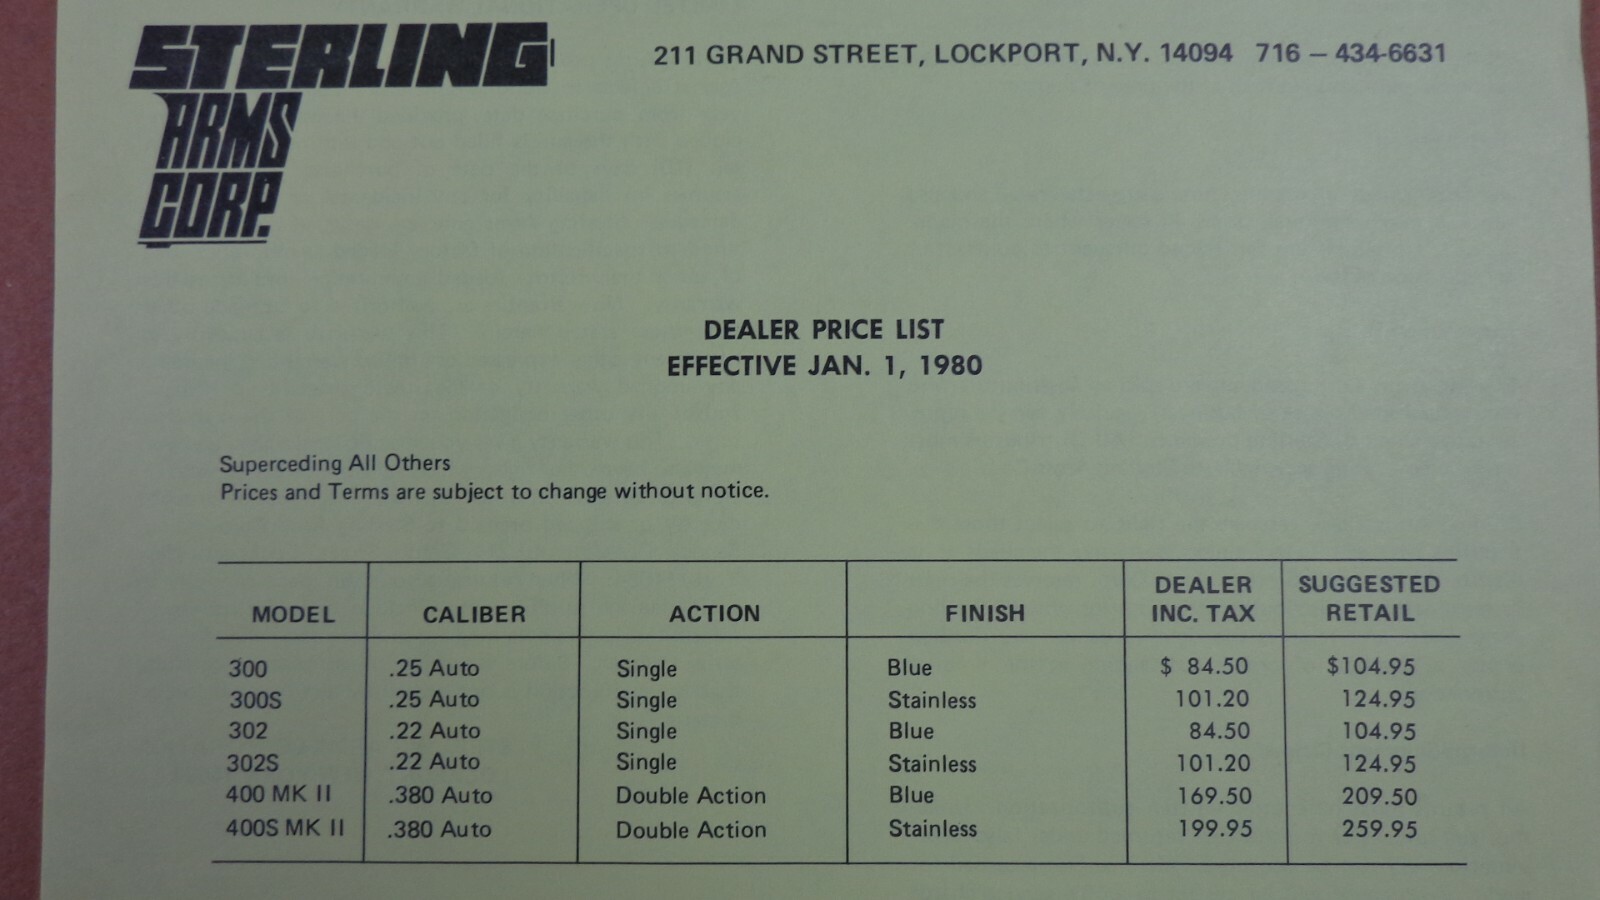 STERLING
ARMS
CORP.
211 GRAND STREET, LOCKPORT, N.Y. 14094 716 – 434-6631
DEALER PRICE LIST
EFFECTIVE JAN. 1, 1980
Superceding All Others
Prices and Terms are subject to change without notice.
MODEL CALIBER ACTION FINISH DEALER INC. TAX SUGGESTED RETAIL
300 .25 Auto Single Blue $ 84.50 $104.95
300S .25 Auto Single Stainless 101.20 124.95
302 .22 Auto Single Blue 84.50 104.95
302S .22 Auto Single Stainless 101.20 124.95
400 MK II .380 Auto Double Action Blue 169.50 209.50
400S MK II .380 Auto Double Action Stainless 199.95 259.95